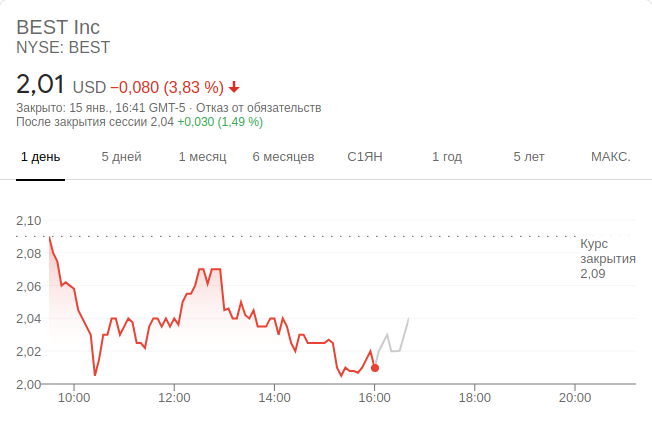 BEST Inc
NYSE: BEST
2,01 USD −0,080 (3,83 %)
Закрыто: 15 янв., 16:41 GMT-5 · Отказ от обязательств
После закрытия сессии 2,04 +0,030 (1,49 %)
1 день 5 дней 1 месяц 6 месяцев С1ЯН 1 год 5 лет МАКС.
2,10
Курс
закрытия
2,09
2,08
2,06
2,04
2,02
2,00
10:00 12:00 14:00 16:00 18:00 20:00